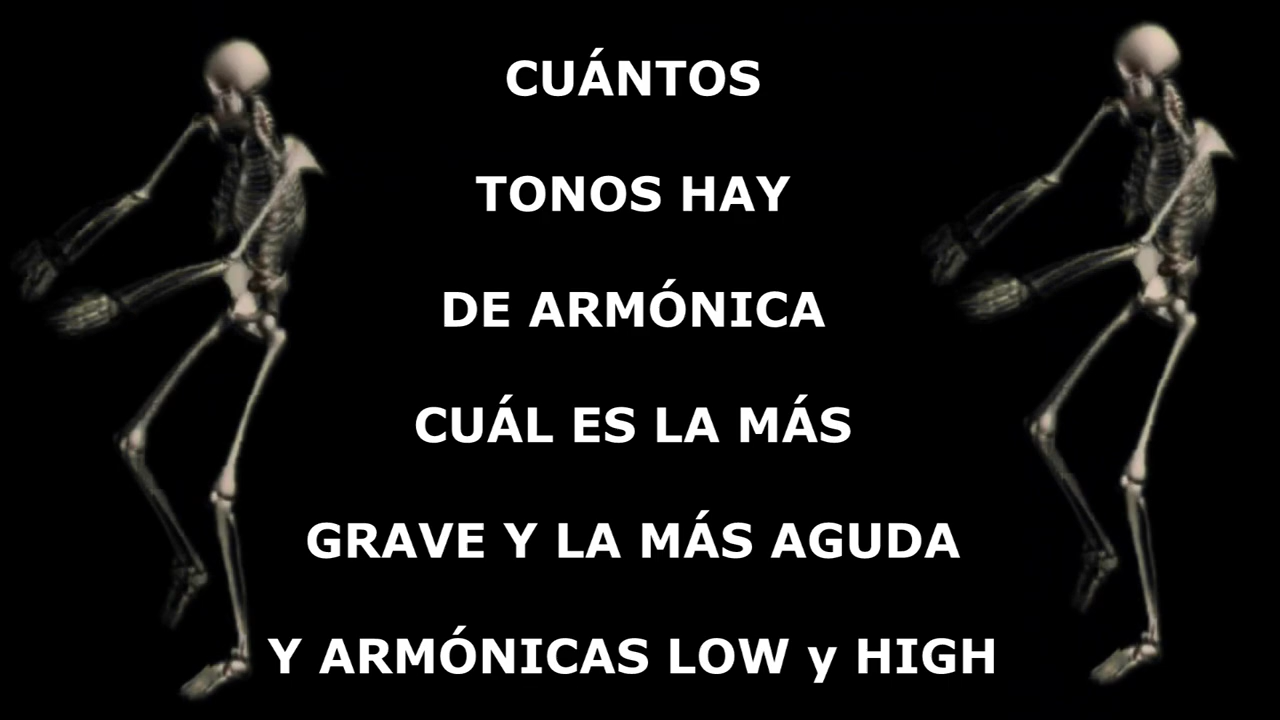 CUÁNTOS
TONOS HAY
DE ARMÓNICA
CUÁL ES LA MÁS
GRAVE Y LA MÁS AGUDA
Y ARMÓNICAS LOW y HIGH